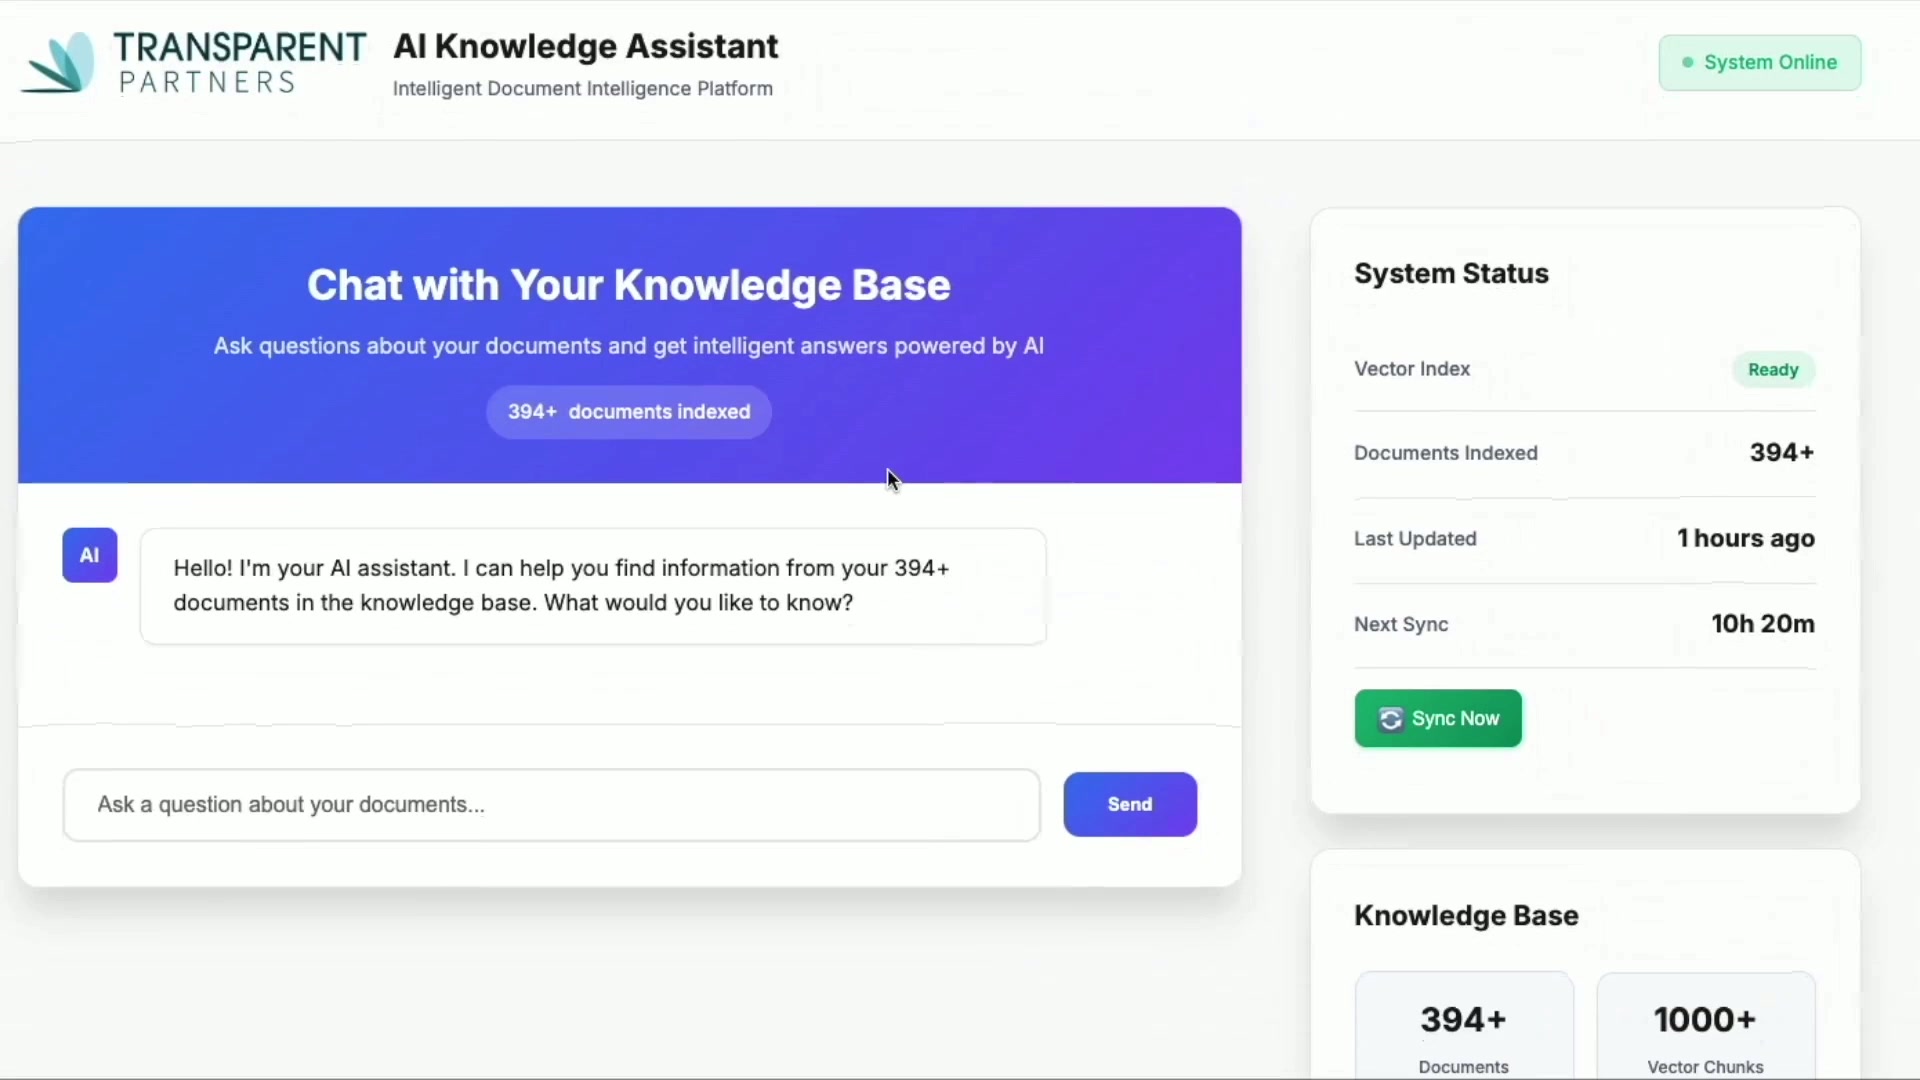 TRANSPARENT
PARTNERS
AI Knowledge Assistant
Intelligent Document Intelligence Platform
System Online
Chat with Your Knowledge Base
Ask questions about your documents and get intelligent answers powered by AI
394+ documents indexed
AI
Hello! I'm your AI assistant. I can help you find information from your 394+
documents in the knowledge base. What would you like to know?
Ask a question about your documents...
Send
System Status
Vector Index
Ready
Documents Indexed
394+
Last Updated
1 hours ago
Next Sync
10h 20m
Sync Now
Knowledge Base
394+
Documents
1000+
Vector Chunks